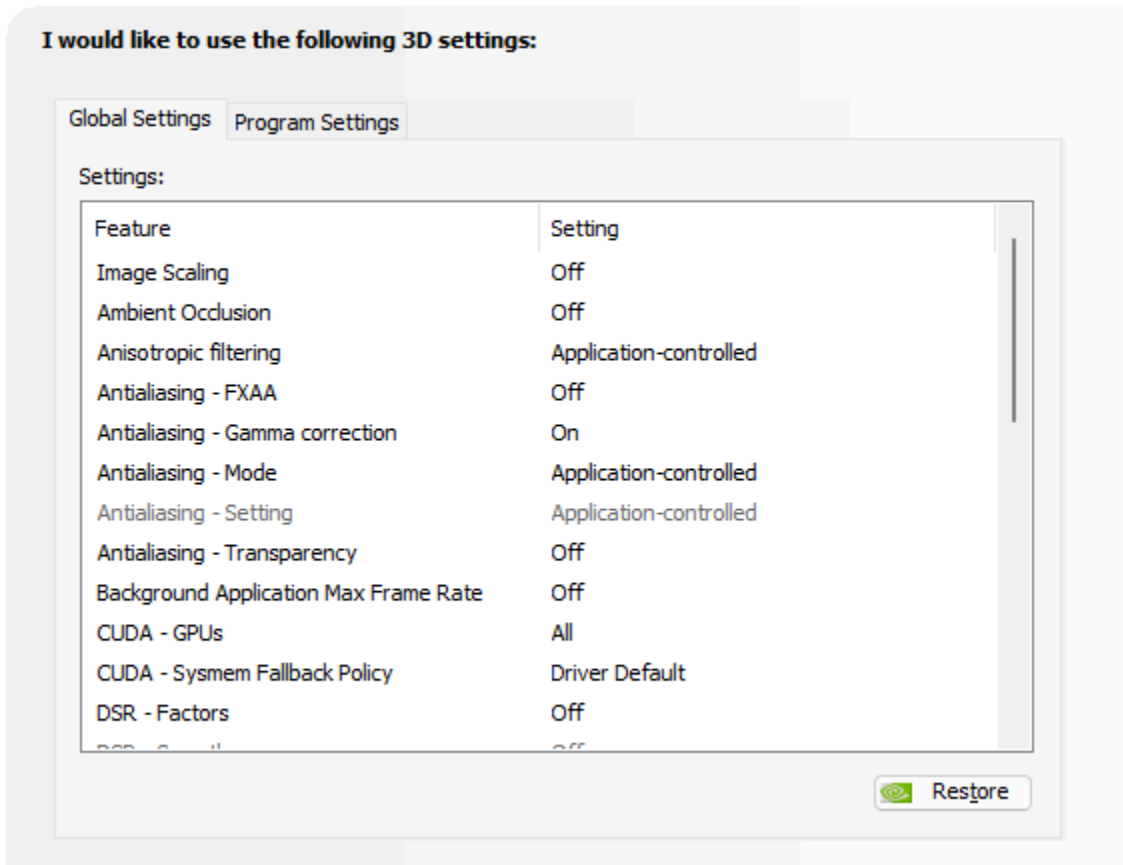 I would like to use the following 3D settings:
Global Settings Program Settings
Settings:
Feature Setting
Image Scaling Off
Ambient Occlusion Off
Anisotropic filtering Application-controlled
Antialiasing - FXAA Off
Antialiasing - Gamma correction On
Antialiasing - Mode Application-controlled
Antialiasing - Setting Application-controlled
Antialiasing - Transparency Off
Background Application Max Frame Rate Off
CUDA - GPUs All
CUDA - Sysmem Fallback Policy Driver Default
DSR - Factors Off
Restore